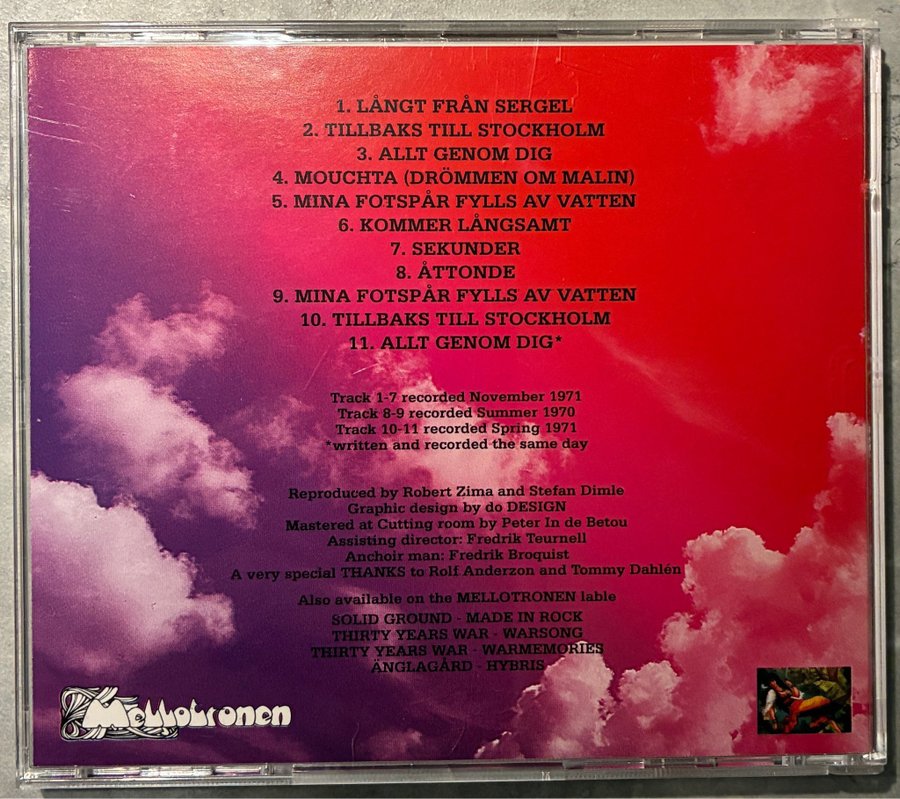 1. LÅNGT FRÅN SERGEL
2. TILLBAKS TILL STOCKHOLM
3. ALLT GENOM DIG
4. MOUCHTA (DRÖMMEN OM MALIN)
5. MINA FOTSPÅR FYLLS AV VATTEN
6. KOMMER LÅNGSAMT
7. SEKUNDER
8. ÅTTONDE
9. MINA FOTSPÅR FYLLS AV VATTEN
10. TILLBAKS TILL STOCKHOLM
11. ALLT GENOM DIG*
Track 1-7 recorded November 1971
Track 8-9 recorded Summer 1970
Track 10-11 recorded Spring 1971
*written and recorded the same day
Reproduced by Robert Zima and Stefan Dimle
Graphic design by do DESIGN
Mastered at Cutting room by Peter In de Betou
Assisting director: Fredrik Teurnell
Anchoir man: Fredrik Broquist
A very special THANKS to Rolf Anderzon and Tommy Dahlén
Also available on the MELLOTRONEN lable
SOLID GROUND - MADE IN ROCK
THIRTY YEARS WAR - WARSONG
THIRTY YEARS WAR - WARMEMORIES
ÄNGLAGÅRD - HYBRIS
Mellotronen